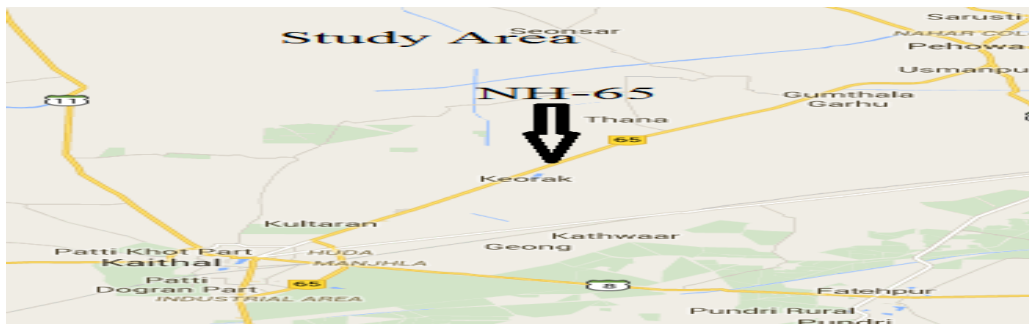 Sarusti
Seonsar
Study Area
NAHAR COL
Pehowa
Usmanpu
11
NH-65
Gumthala
Garhu
Thana
65
Keorak
Kultaran
Kathwaar
Geong
Patti Khot Part
HUDA
Kaithal
MANJHLA
Patti
65
8
Dogran Part
Fatehpur
INDUSTRIAL AREA
Pundri Rural
Pundri